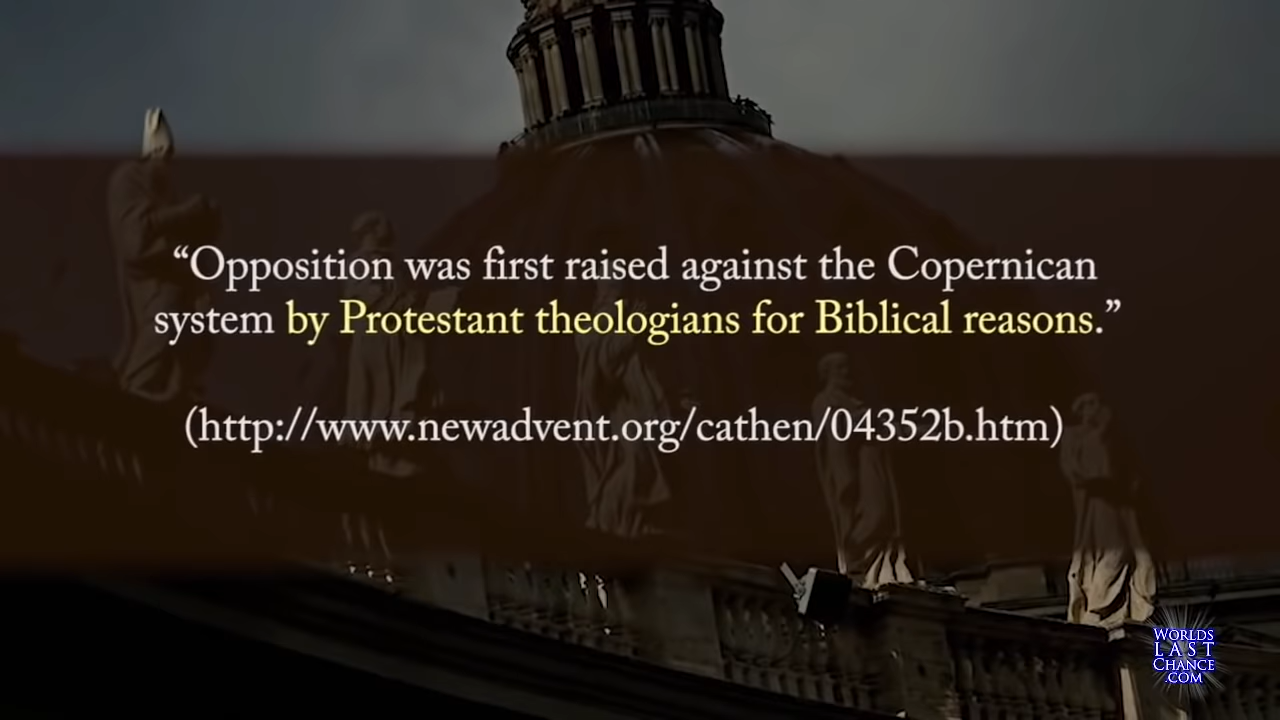 “Opposition was first raised against the Copernican
system by Protestant theologians for Biblical reasons.”
(http://www.newadvent.org/cathen/04352b.htm)
WORLDS
LAST
CHANCE
.COM